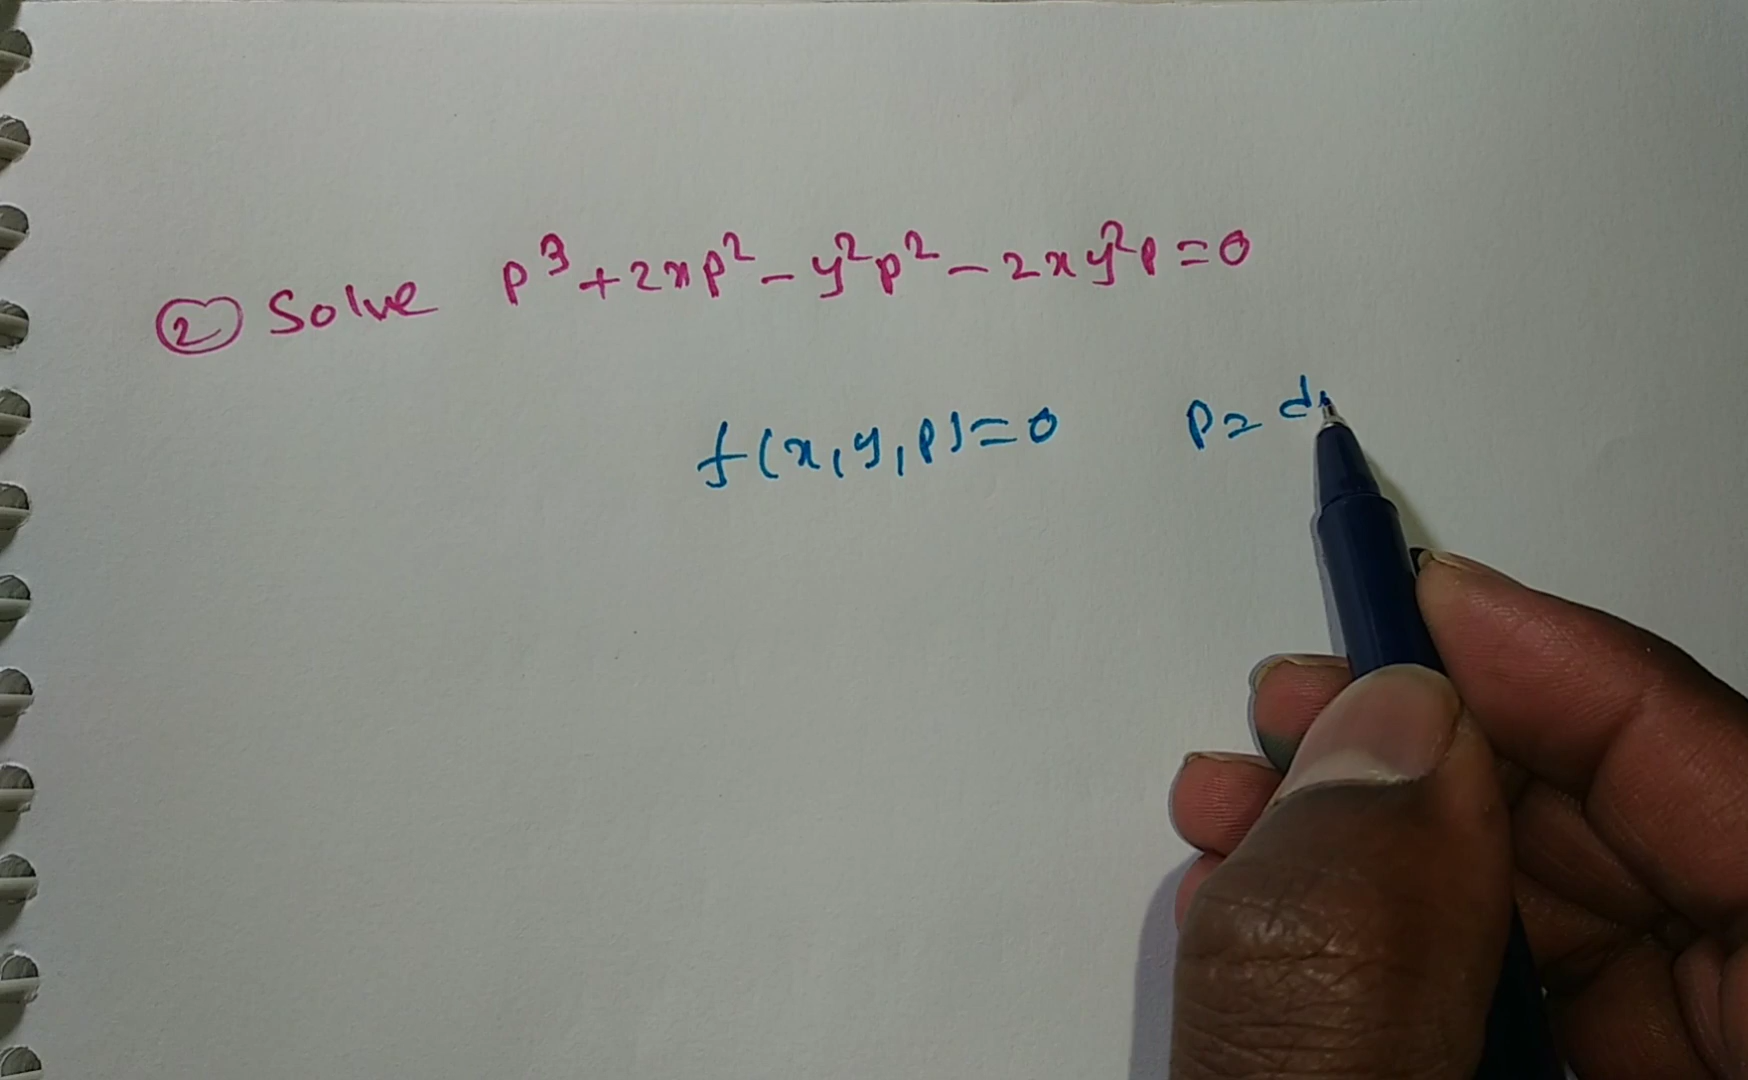 ② Solve p³+2xp²-y²p²-2xy²p=0
f(x,y,p)=0 p=d